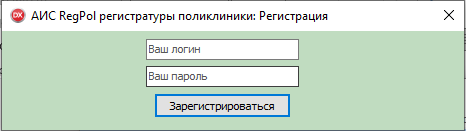 АИС RegPol регистратуры поликлиники: Регистрация
Ваш логин
Ваш пароль
Зарегистрироваться